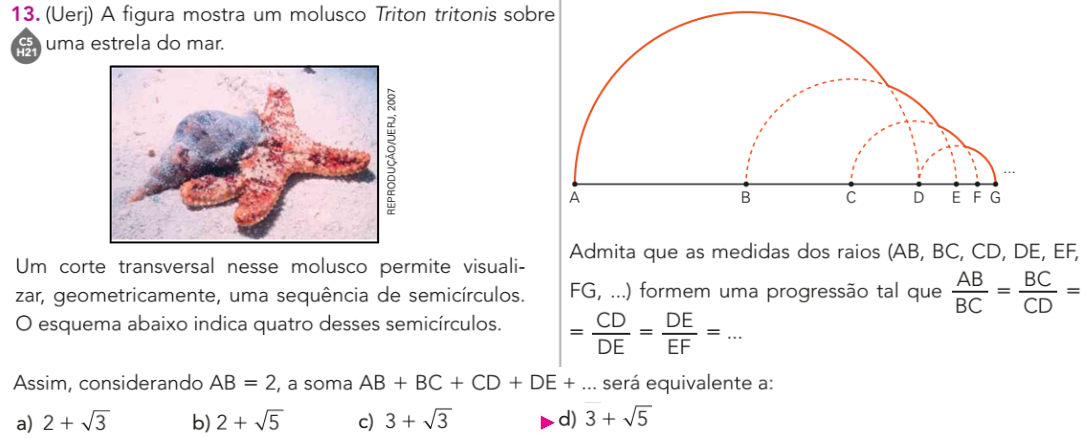 13. (Uerj) A figura mostra um molusco Triton tritonis sobre
C5
H21
uma estrela do mar.
REPRODUÇÃO/UERJ, 2007
Um corte transversal nesse molusco permite visuali-
zar, geometricamente, uma sequência de semicírculos.
O esquema abaixo indica quatro desses semicírculos.
A B C D E F G ...
Admita que as medidas dos raios (AB, BC, CD, DE, EF,
FG, ...) formem uma progressão tal que AB/BC = BC/CD =
= CD/DE = DE/EF = ...
Assim, considerando AB = 2, a soma AB + BC + CD + DE + ... será equivalente a:
a) 2 + √3 b) 2 + √5 c) 3 + √3 ▶ d) 3 + √5